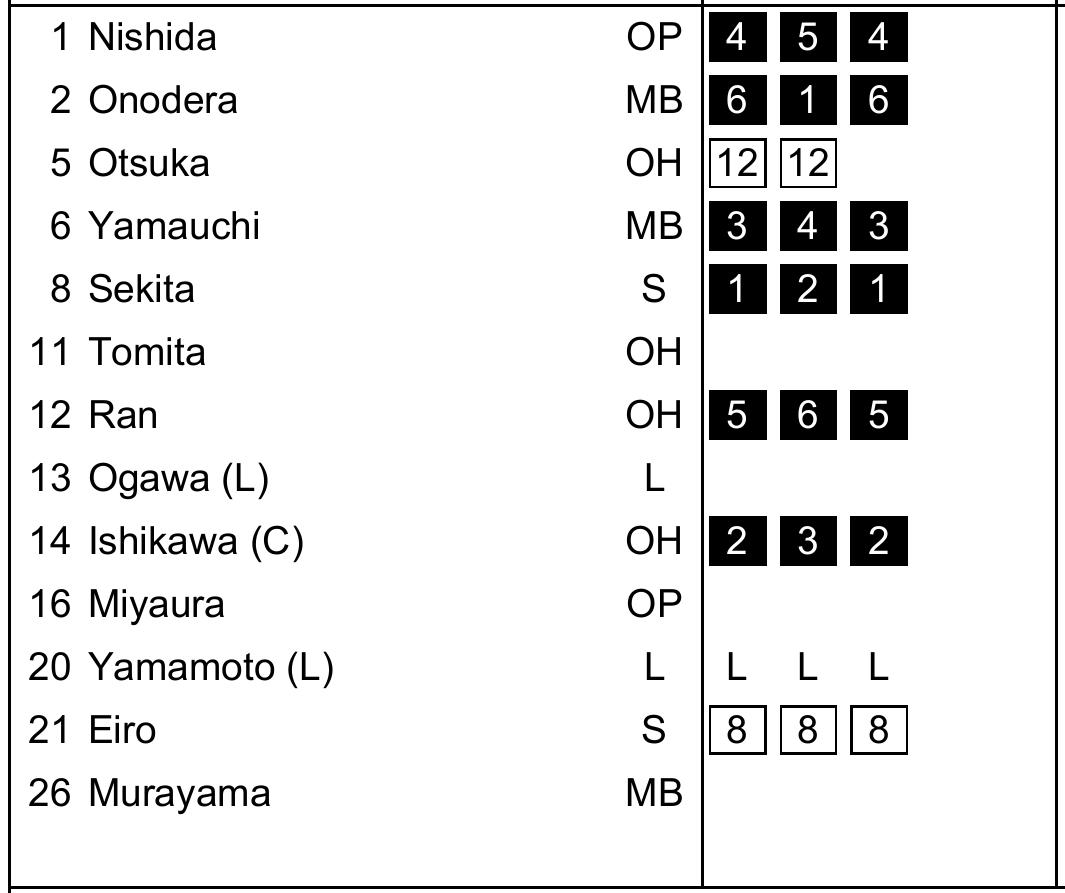 1 Nishida OP 4 5 4
2 Onodera MB 6 1 6
5 Otsuka OH 12 12
6 Yamauchi MB 3 4 3
8 Sekita S 1 2 1
11 Tomita OH
12 Ran OH 5 6 5
13 Ogawa (L) L
14 Ishikawa (C) OH 2 3 2
16 Miyaura OP
20 Yamamoto (L) L L L L
21 Eiro S 8 8 8
26 Murayama MB